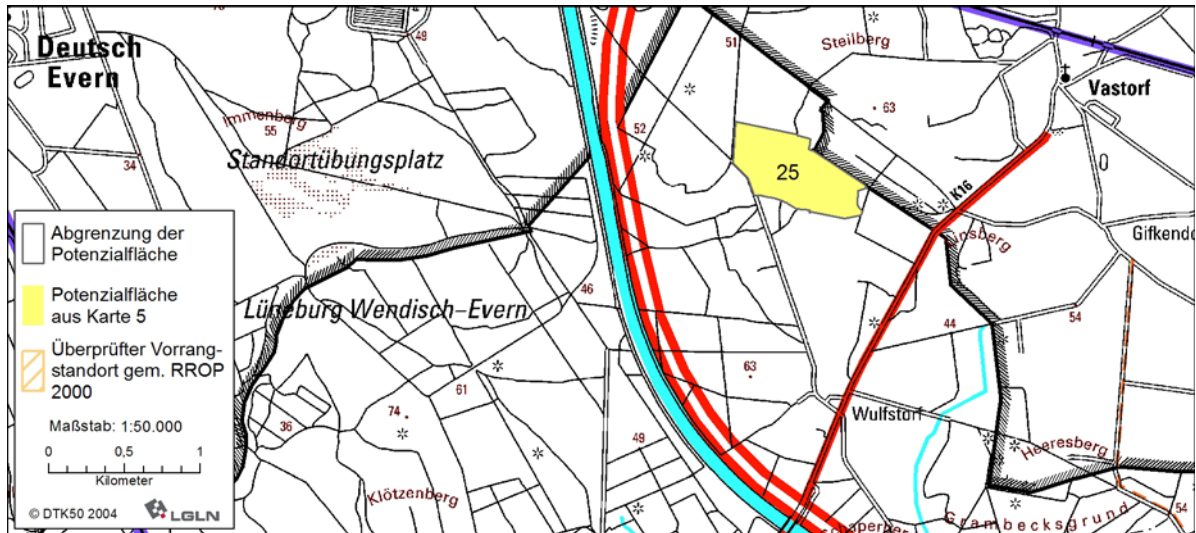 Deutsch
Evern
48
51
Steilberg
Vastorf
63
Immenberg
55
52
34
Standortübungsplatz
25
K16
Gifkendo
Abgrenzung der
Potenzialfläche
Potenzialfläche
aus Karte 5
Überprüfter Vorrang-
standort gem. RROP
2000
Maßstab: 1:50.000
0 0,5 1
Kilometer
© DTK50 2004 LGLN
Lüneburg Wendisch-Evern
46
44
54
63
61
74
36
Wulfstorf
49
Klötzenberg
Heeresberg
Grambecksgrund
54